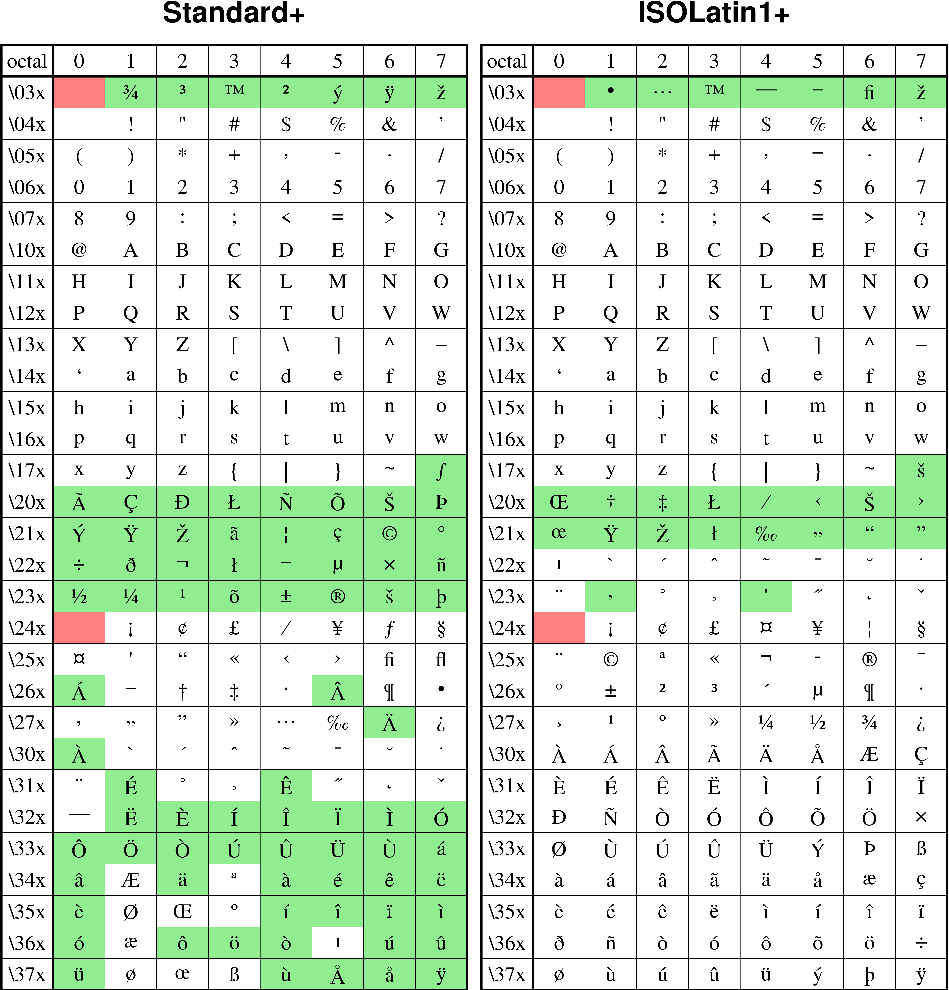 Standard+ ISOLatin1+
octal 0 1 2 3 4 5 6 7 octal 0 1 2 3 4 5 6 7
\03x ¾ ³ ™ ² ý ÿ ž \03x • … ™ — – fi ž
\04x ! " # $ % & ’ \04x ! " # $ % & ’
\05x ( ) * + , - . / \05x ( ) * + , − . /
\06x 0 1 2 3 4 5 6 7 \06x 0 1 2 3 4 5 6 7
\07x 8 9 : ; < = > ? \07x 8 9 : ; < = > ?
\10x @ A B C D E F G \10x @ A B C D E F G
\11x H I J K L M N O \11x H I J K L M N O
\12x P Q R S T U V W \12x P Q R S T U V W
\13x X Y Z [ \ ] ^ _ \13x X Y Z [ \ ] ^ _
\14x ‘ a b c d e f g \14x ‘ a b c d e f g
\15x h i j k l m n o \15x h i j k l m n o
\16x p q r s t u v w \16x p q r s t u v w
\17x x y z { | } ~ ƒ \17x x y z { | } ~ š
\20x Ã Ç Ð Ł Ñ Õ Š Þ \20x Œ † ‡ Ł ⁄ ‹ Š ›
\21x Ý Ÿ Ž ã ¦ ç © ° \21x œ Ÿ Ž ł ‰ „ “ ”
\22x ÷ ð ¬ ł − µ × ñ \22x ı ` ´ ˆ ˜ ¯ ˘ ˙
\23x ½ ¼ ¹ õ ± ® š þ \23x ¨ ‚ ˚ ¸ ' ˝ ˛ ˇ
\24x ¡ ¢ £ ⁄ ¥ ƒ § \24x ¡ ¢ £ ¤ ¥ ¦ §
\25x ¤ ' “ « ‹ › fi fl \25x ¨ © ª « ¬ - ® ¯
\26x Á – † ‡ · Â ¶ • \26x ° ± ² ³ ´ µ ¶ ·
\27x ‚ „ ” » … ‰ Ä ¿ \27x ¸ ¹ º » ¼ ½ ¾ ¿
\30x À ` ´ ˆ ˜ ¯ ˘ ˙ \30x À Á Â Ã Ä Å Æ Ç
\31x ¨ É ˚ ¸ Ê ˝ ˛ ˇ \31x È É Ê Ë Ì Í Î Ï
\32x — Ë È Í Î Ï Ì Ó \32x Ð Ñ Ò Ó Ô Õ Ö ×
\33x Ô Ö Ò Ú Û Ü Ù á \33x Ø Ù Ú Û Ü Ý Þ ß
\34x â Æ ä ª à é ê ë \34x à á â ã ä å æ ç
\35x è Ø Œ º í î ï ì \35x è é ê ë ì í î ï
\36x ó æ ô ö ò ı ú û \36x ð ñ ò ó ô õ ö ÷
\37x ü ø œ ß ù Å å ÿ \37x ø ù ú û ü ý þ ÿ